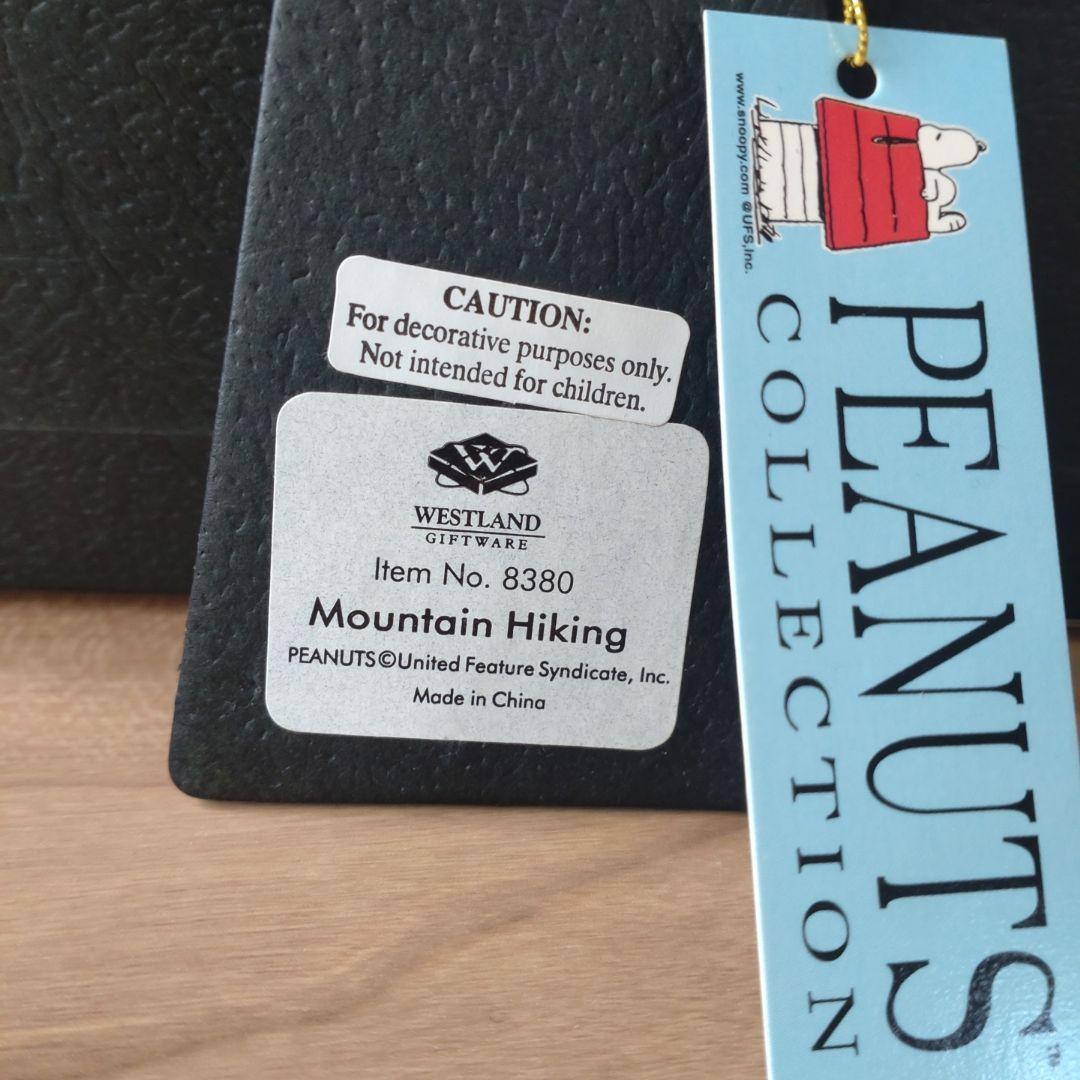 CAUTION:
For decorative purposes only.
Not intended for children.
W
WESTLAND
GIFTWARE
Item No. 8380
Mountain Hiking
PEANUTS©United Feature Syndicate, Inc.
Made in China
PEANUTS™
COLLECTION
www.snoopy.com @UFS,Inc.